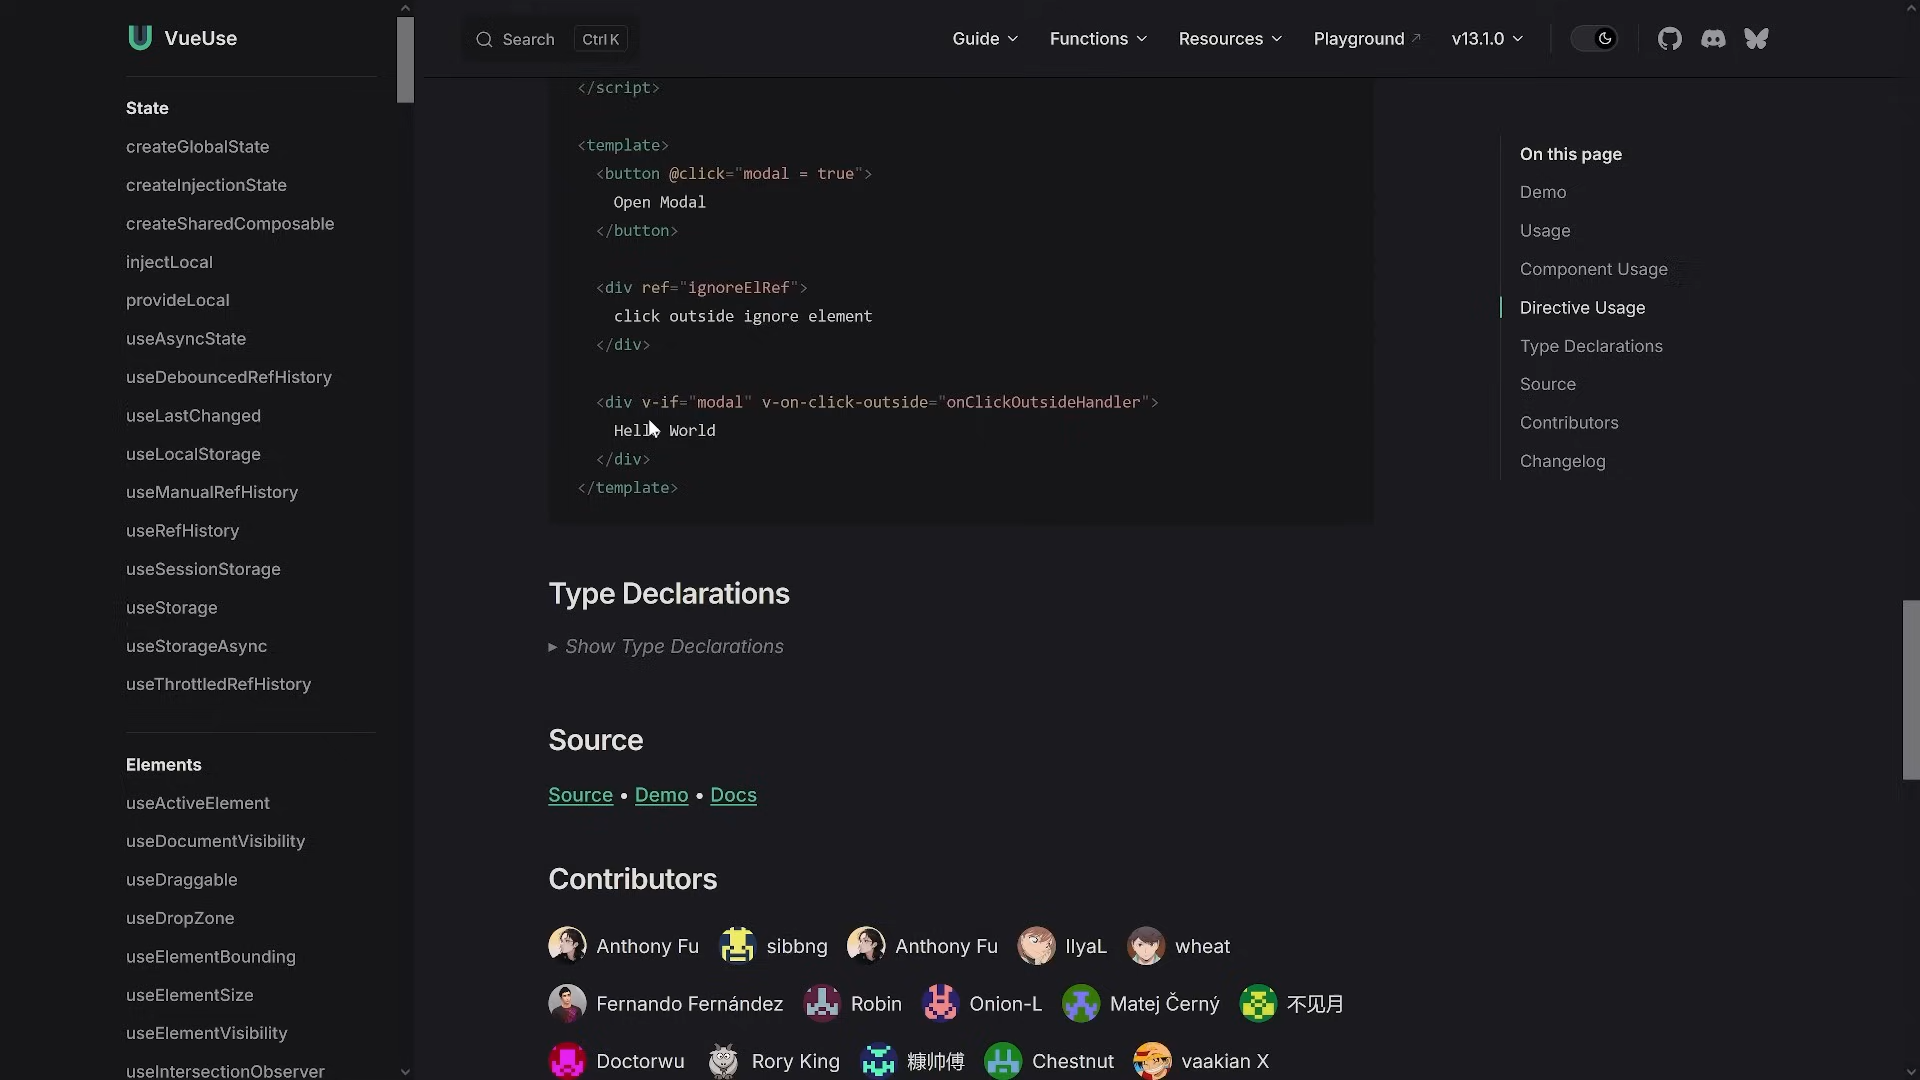 VueUse
Search Ctrl K
Guide
Functions
Resources
Playground ↗
v13.1.0
State
createGlobalState
createInjectionState
createSharedComposable
injectLocal
provideLocal
useAsyncState
useDebouncedRefHistory
useLastChanged
useLocalStorage
useManualRefHistory
useRefHistory
useSessionStorage
useStorage
useStorageAsync
useThrottledRefHistory
Elements
useActiveElement
useDocumentVisibility
useDraggable
useDropZone
useElementBounding
useElementSize
useElementVisibility
useIntersectionObserver
</script>
<template>
<button @click="modal = true">
Open Modal
</button>
<div ref="ignoreElRef">
click outside ignore element
</div>
<div v-if="modal" v-on-click-outside="onClickOutsideHandler">
Hello World
</div>
</template>
Type Declarations
▸ Show Type Declarations
Source
Source • Demo • Docs
Contributors
Anthony Fu sibbng Anthony Fu IlyaL wheat
Fernando Fernández Robin Onion-L Matej Černý 不见月
Doctorwu Rory King 糠帅傅 Chestnut vaakian X
On this page
Demo
Usage
Component Usage
Directive Usage
Type Declarations
Source
Contributors
Changelog